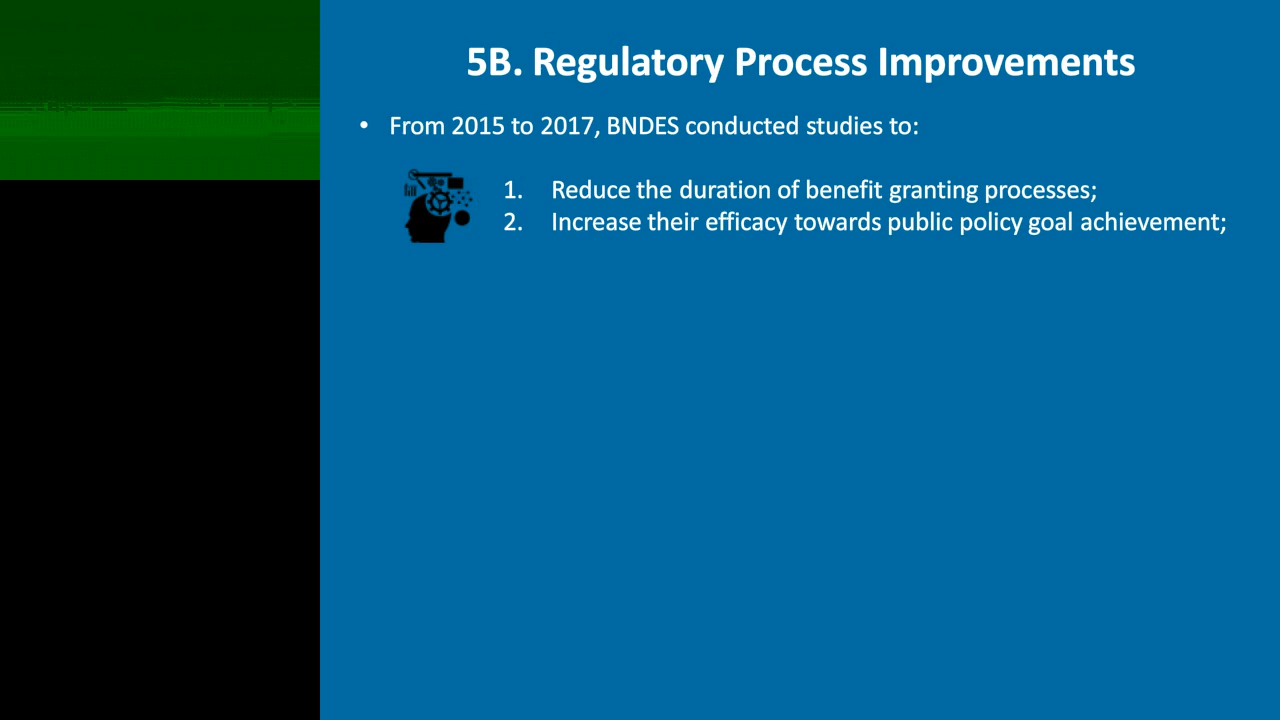 5B. Regulatory Process Improvements
• From 2015 to 2017, BNDES conducted studies to:
1. Reduce the duration of benefit granting processes;
2. Increase their efficacy towards public policy goal achievement;